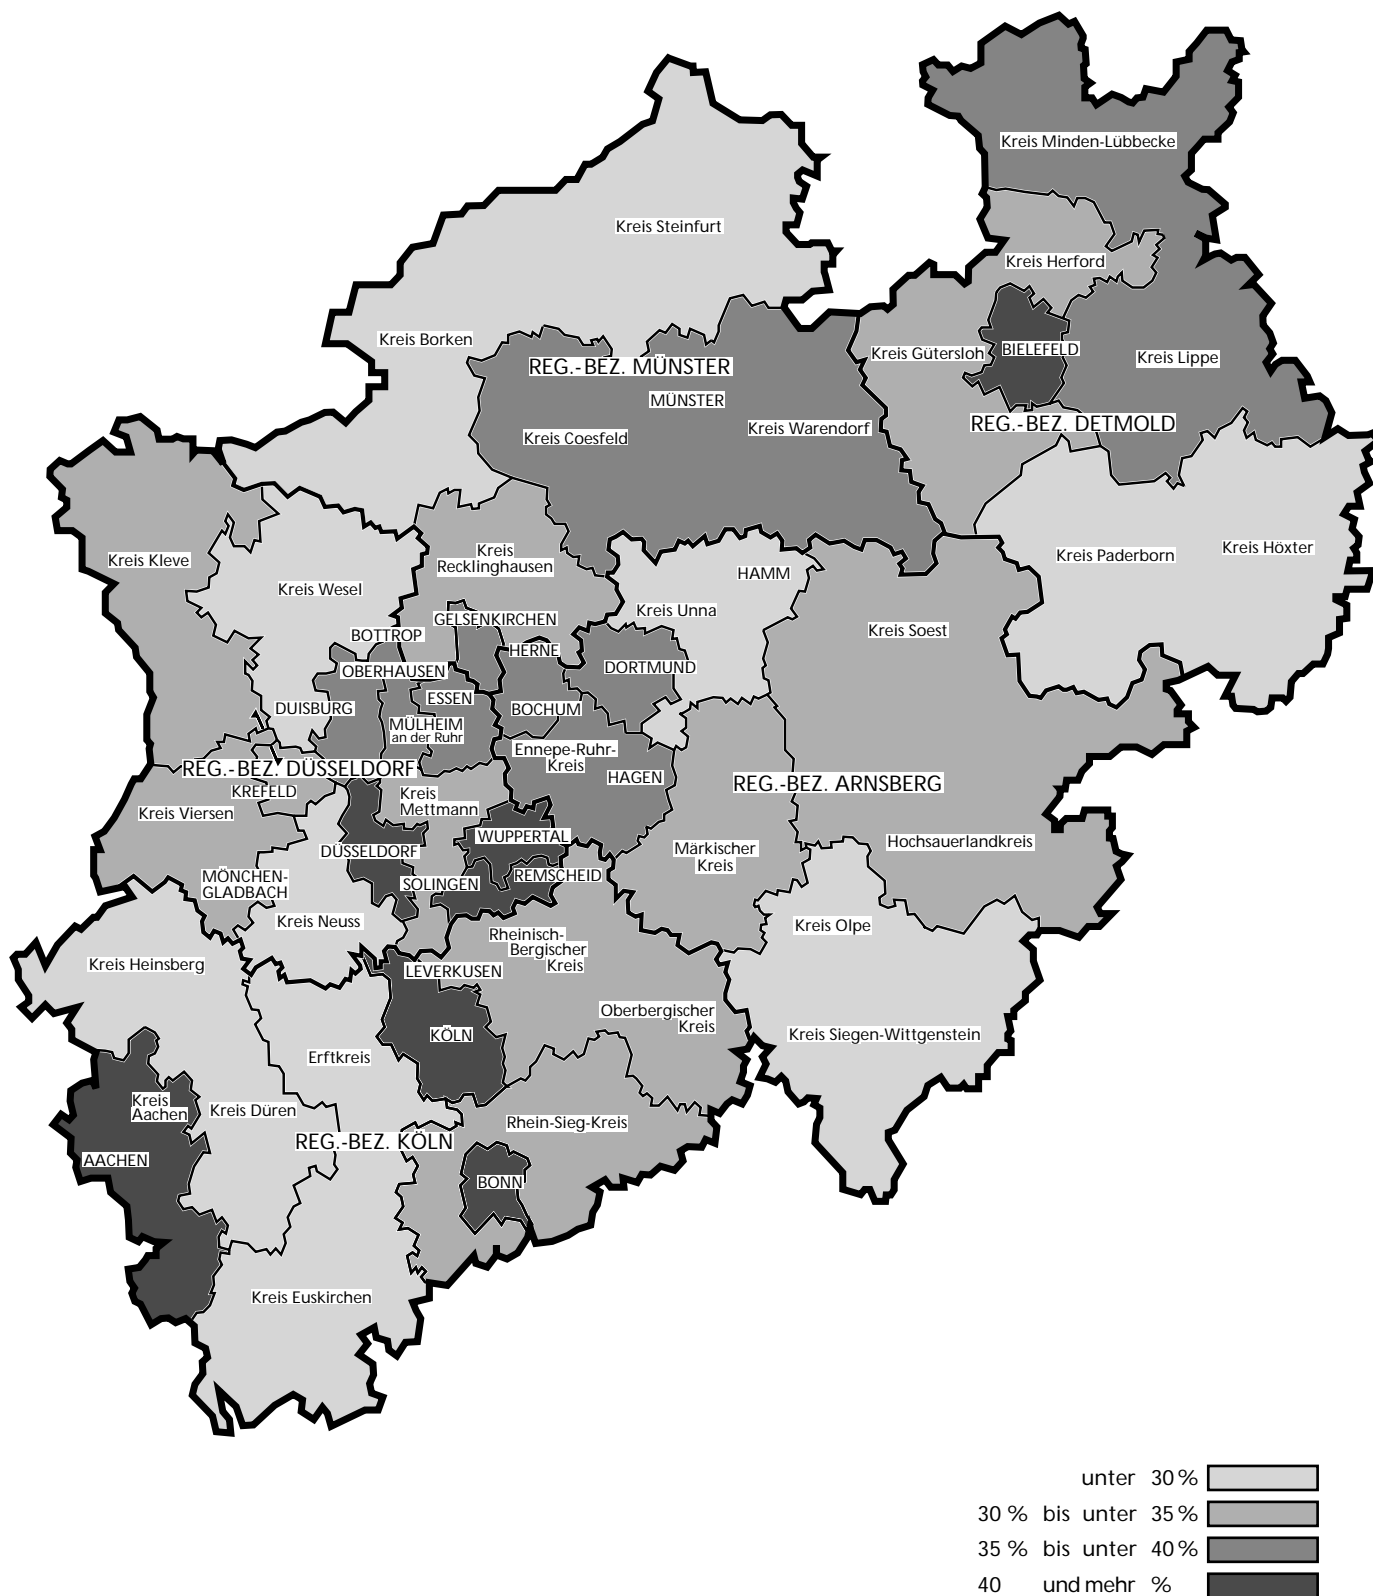 Kreis Minden-Lübbecke
Kreis Steinfurt
Kreis Herford
Kreis Borken
Kreis Gütersloh
BIELEFELD
Kreis Lippe
REG.-BEZ. MÜNSTER
MÜNSTER
Kreis Coesfeld
Kreis Warendorf
REG.-BEZ. DETMOLD
Kreis Kleve
Kreis
Recklinghausen
Kreis Paderborn
Kreis Höxter
HAMM
Kreis Wesel
Kreis Unna
GELSENKIRCHEN
Kreis Soest
BOTTROP
HERNE
OBERHAUSEN
DORTMUND
ESSEN
DUISBURG
BOCHUM
MÜLHEIM
an der Ruhr
Ennepe-Ruhr-
Kreis
REG.-BEZ. DÜSSELDORF
HAGEN
REG.-BEZ. ARNSBERG
KREFELD
Kreis
Mettmann
Kreis Viersen
WUPPERTAL
Hochsauerlandkreis
DÜSSELDORF
Märkischer
Kreis
MÖNCHEN-
GLADBACH
SOLINGEN
REMSCHEID
Kreis Neuss
Kreis Olpe
Rheinisch-
Bergischer
Kreis
Kreis Heinsberg
LEVERKUSEN
Oberbergischer
Kreis
KÖLN
Kreis Siegen-Wittgenstein
Erftkreis
Kreis
Aachen
Kreis Düren
Rhein-Sieg-Kreis
REG.-BEZ. KÖLN
AACHEN
BONN
Kreis Euskirchen
unter 30 %
30 % bis unter 35 %
35 % bis unter 40 %
40 und mehr %